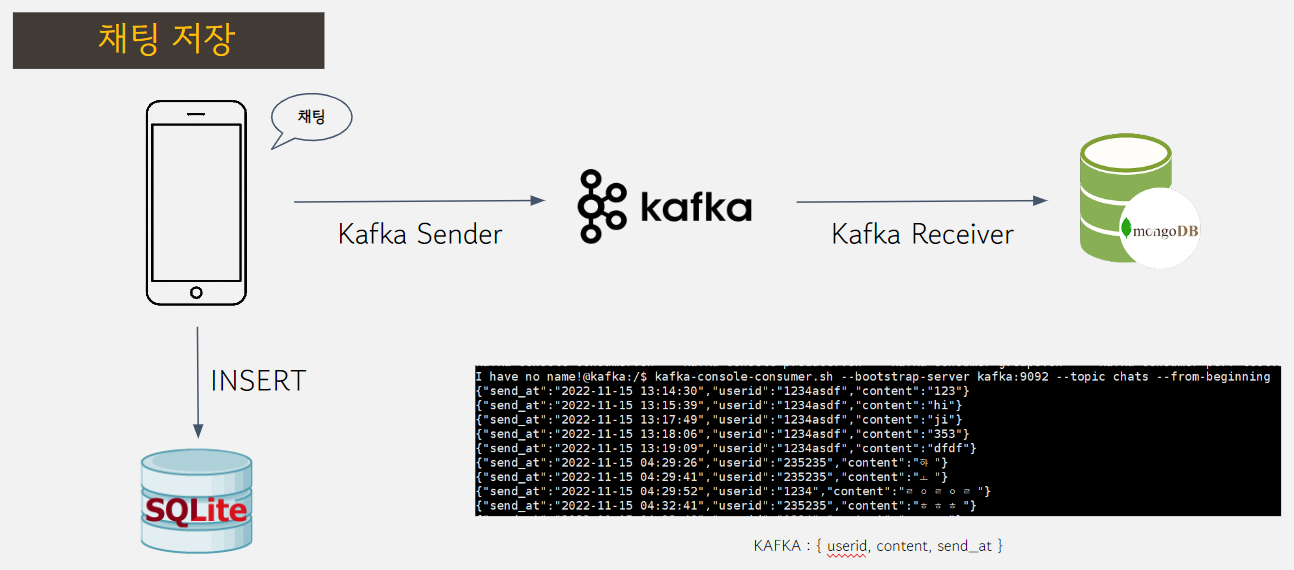 채팅 저장
채팅
Kafka Sender
kafka
Kafka Receiver
mongoDB
INSERT
SQLite
I have no name!@kafka:/$ kafka-console-consumer.sh --bootstrap-server kafka:9092 --topic chats --from-beginning
{"send_at":"2022-11-15 13:14:30","userid":"1234asdf","content":"123"}
{"send_at":"2022-11-15 13:15:39","userid":"1234asdf","content":"hi"}
{"send_at":"2022-11-15 13:17:49","userid":"1234asdf","content":"ji"}
{"send_at":"2022-11-15 13:18:06","userid":"1234asdf","content":"353"}
{"send_at":"2022-11-15 13:19:09","userid":"1234asdf","content":"dfdf"}
{"send_at":"2022-11-15 04:29:26","userid":"235235","content":" "}
{"send_at":"2022-11-15 04:29:41","userid":"235235","content":"ㅗ "}
{"send_at":"2022-11-15 04:29:52","userid":"1234","content":"ㄹ ㅇ ㄹ ㅇ ㄹ "}
{"send_at":"2022-11-15 04:32:41","userid":"235235","content":"ㅎ ㅎ ㅎ "}
KAFKA : { userid, content, send_at }